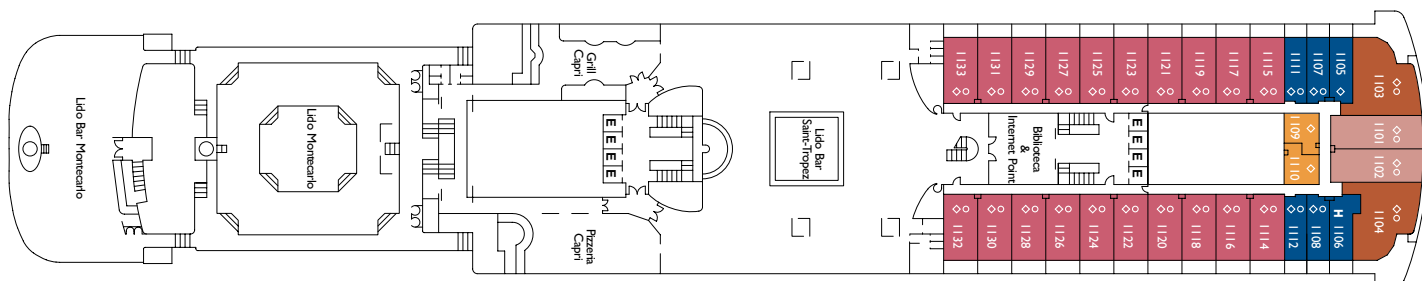 Lido Bar Montecarlo
Lido Montecarlo
Grill
Capri
Pizzeria
Capri
E
E
E
E
Lido Bar
Saint-Tropez
Biblioteca
&
Internet Point
E
E
E
E
1133
1131
1129
1127
1125
1123
1121
1119
1117
1115
1111
1107
1105
1103
1109
1110
1101
1102
1132
1130
1128
1126
1124
1122
1120
1118
1116
1114
1112
1108
H
1106
1104